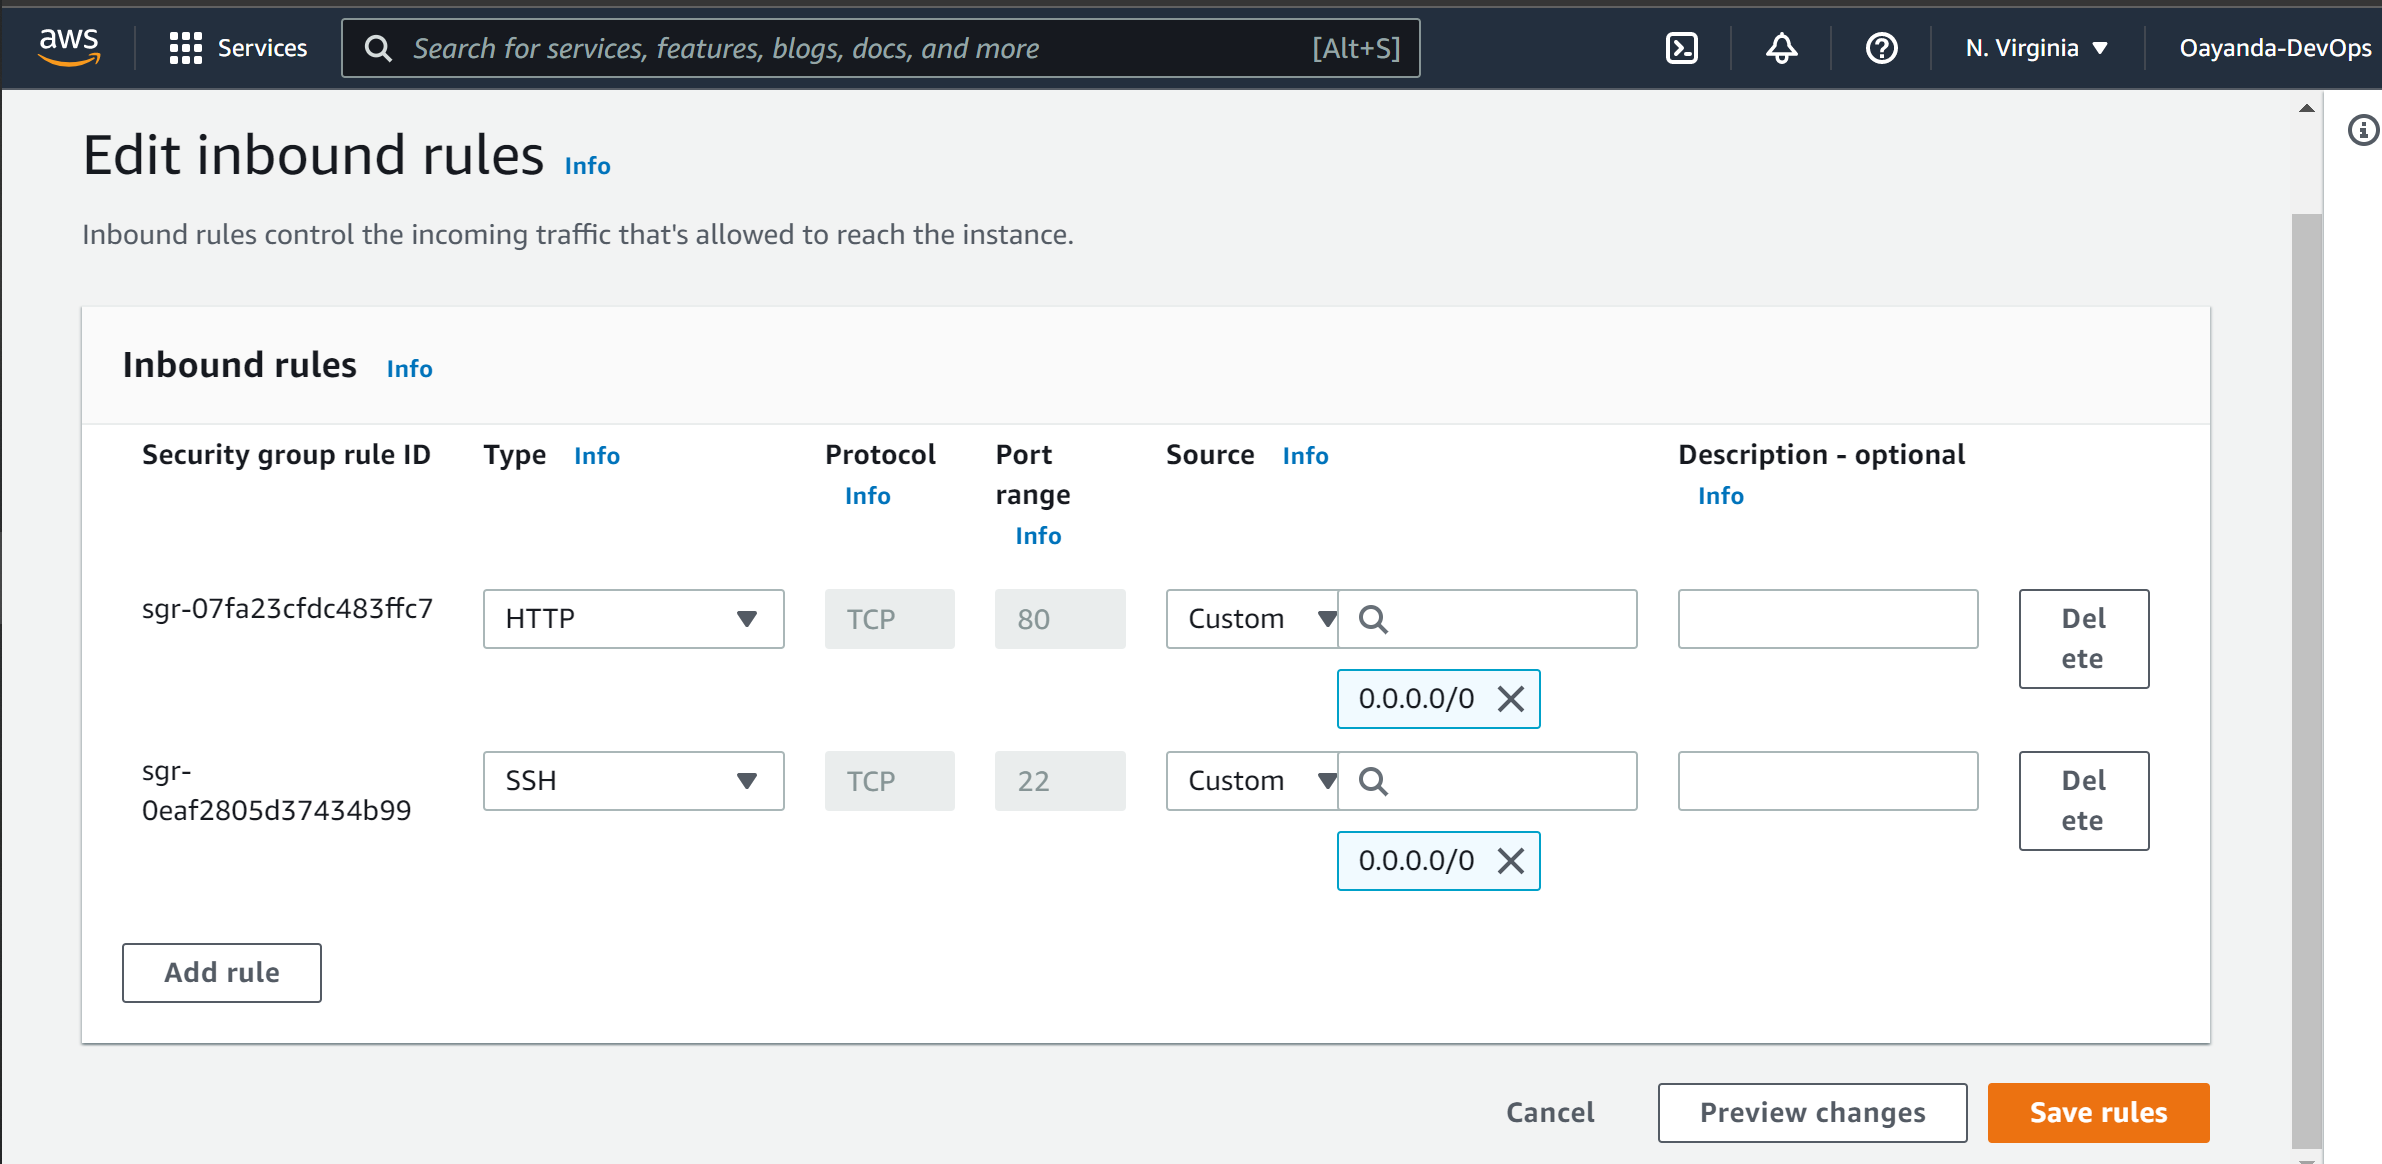 aws Services Search for services, features, blogs, docs, and more [Alt+S] N. Virginia Oayanda-DevOps
Edit inbound rules Info
Inbound rules control the incoming traffic that's allowed to reach the instance.
Inbound rules Info
Security group rule ID Type Info Protocol Info Port range Info Source Info Description - optional Info
sgr-07fa23cfdc483ffc7 HTTP TCP 80 Custom Del
ete
0.0.0.0/0
sgr-
0eaf2805d37434b99 SSH TCP 22 Custom Del
ete
0.0.0.0/0
Add rule
Cancel Preview changes Save rules